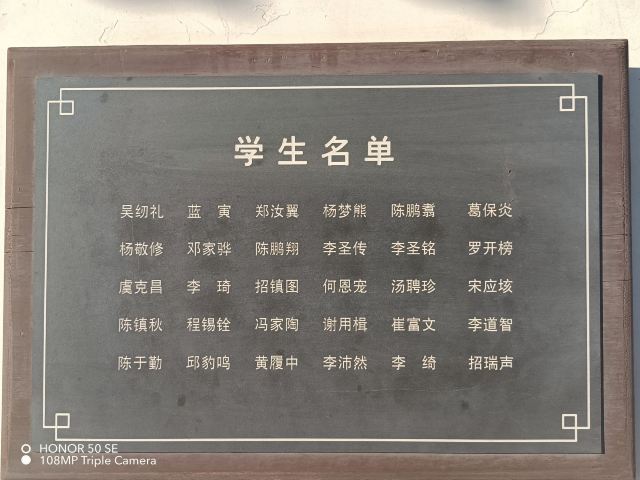 学生名单
吴纫礼 蓝寅 郑汝翼 杨梦熊 陈鹏翥 葛保炎
杨敬修 邓家骅 陈鹏翔 李圣传 李圣铭 罗开榜
虞克昌 李琦 招镇图 何恩宠 汤聘珍 宋应垓
陈镇秋 程锡铨 冯家陶 谢用楫 崔富文 李道智
陈于勤 邱豹鸣 黄履中 李沛然 李绮 招瑞声
HONOR 50 SE
108MP Triple Camera